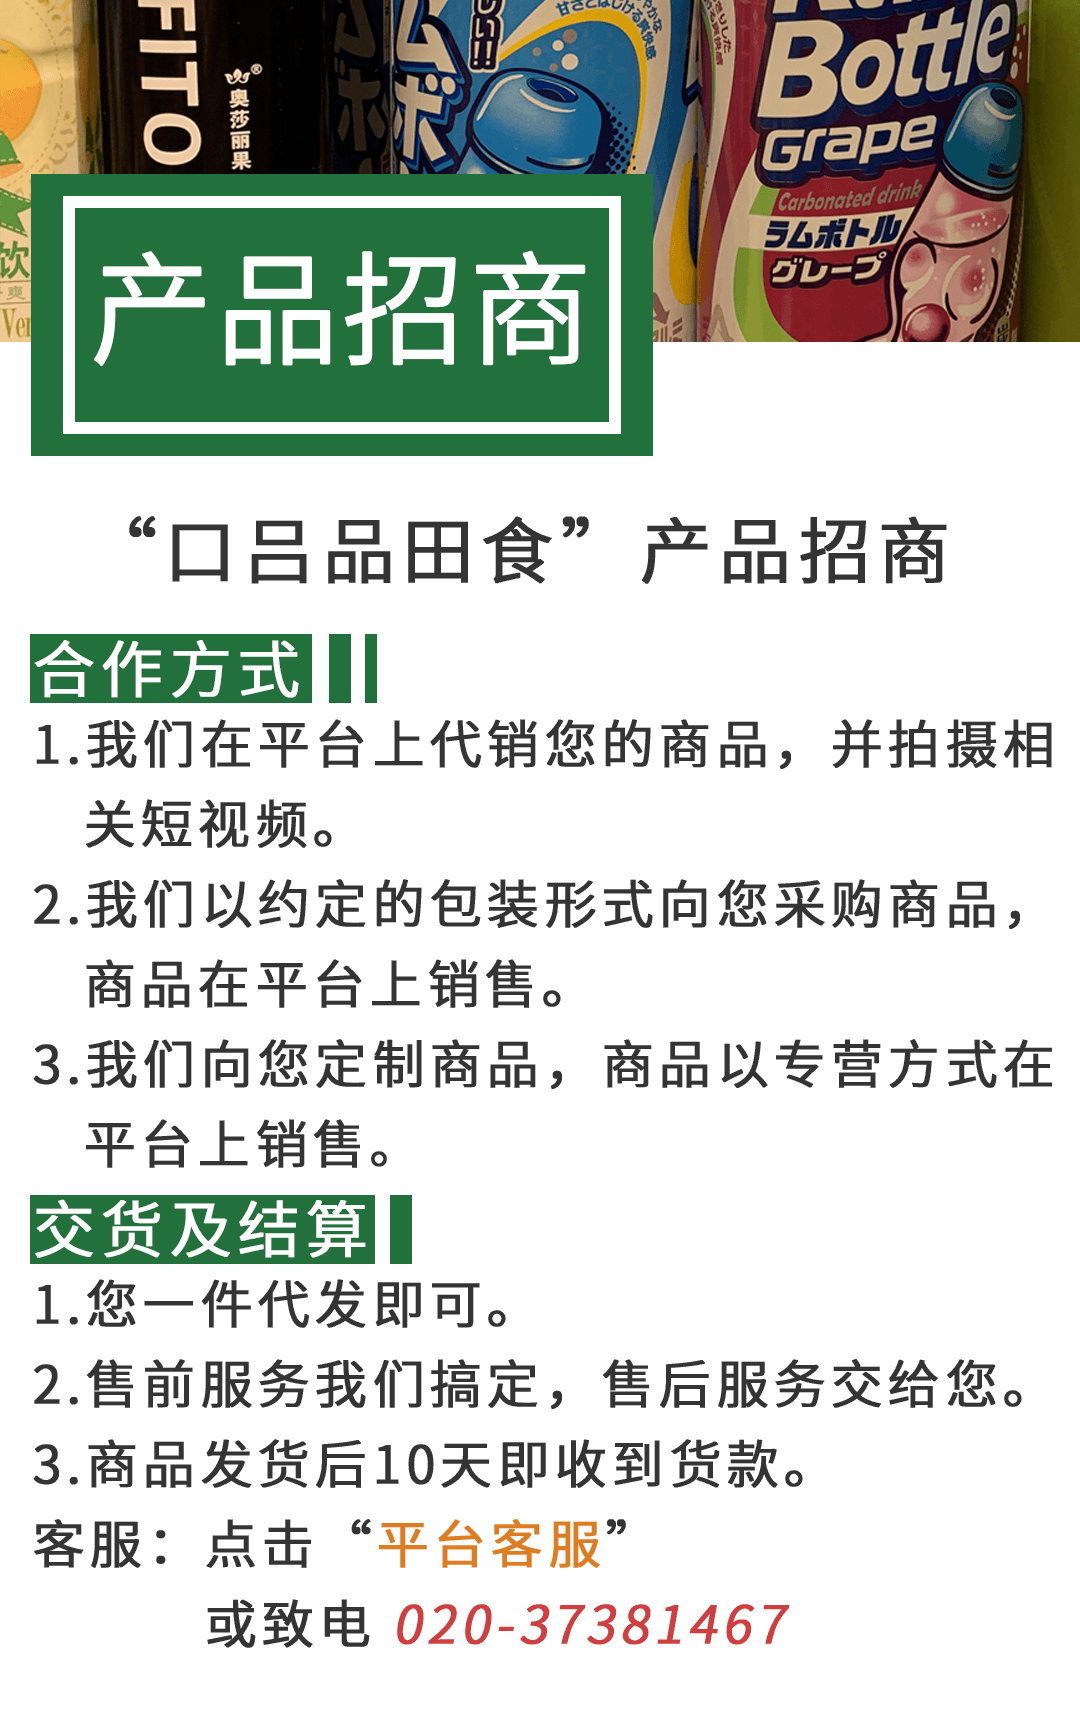 FITO
奥莎丽果
®
ラムボ
しい!!
Bottle
Grape
Carbonated drink
ラムボトル
グレープ
饮
爽
产品招商
“口吕品田食” 产品招商
合作方式
1.我们在平台上代销您的商品，并拍摄相
关短视频。
2.我们以约定的包装形式向您采购商品，
商品在平台上销售。
3.我们向您定制商品，商品以专营方式在
平台上销售。
交货及结算
1.您一件代发即可。
2.售前服务我们搞定，售后服务交给您。
3.商品发货后10天即收到货款。
客服：点击“平台客服”
或致电 020-37381467